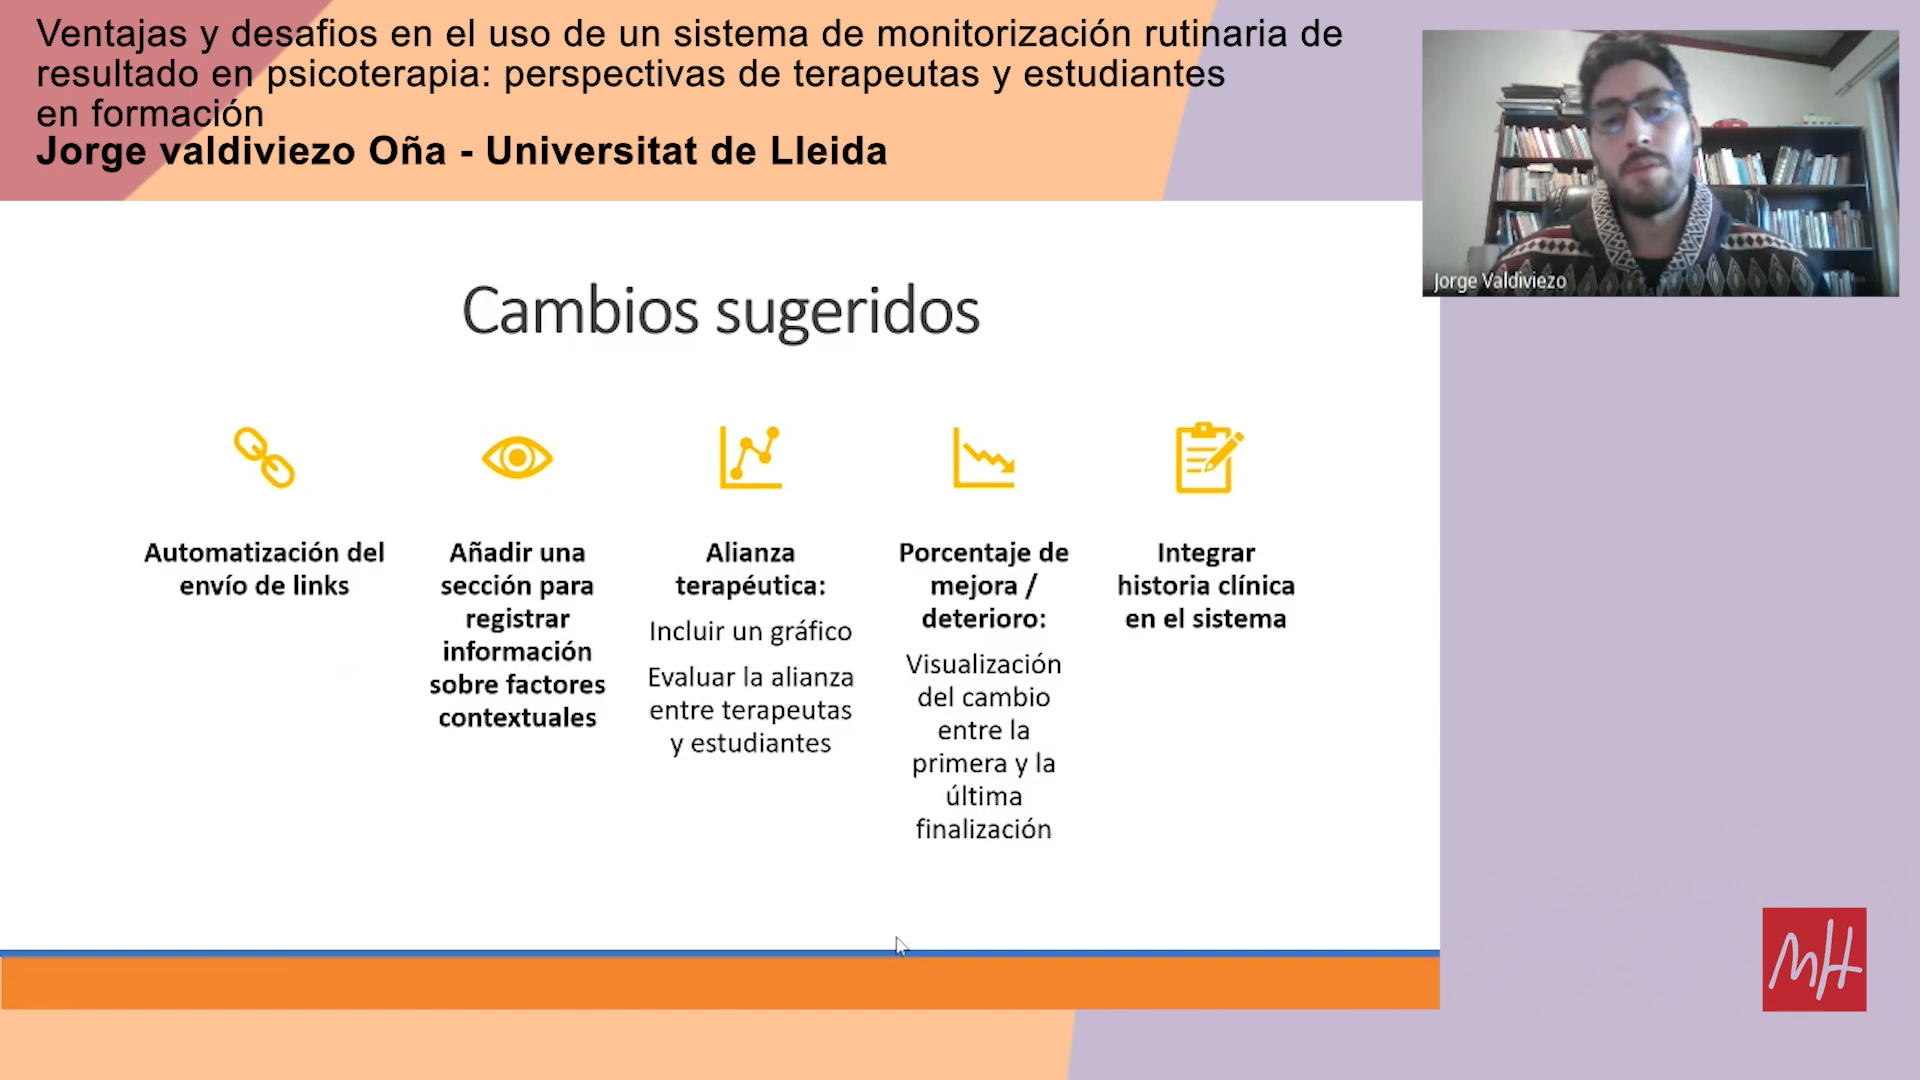 Ventajas y desafios en el uso de un sistema de monitorización rutinaria de
resultado en psicoterapia: perspectivas de terapeutas y estudiantes
en formación
Jorge valdiviezo Oña - Universitat de Lleida
Jorge Valdiviezo
Cambios sugeridos
Automatización del
envío de links
Añadir una
sección para
registrar
información
sobre factores
contextuales
Alianza
terapéutica:
Incluir un gráfico
Evaluar la alianza
entre terapeutas
y estudiantes
Porcentaje de
mejora /
deterioro:
Visualización
del cambio
entre la
primera y la
última
finalización
Integrar
historia clínica
en el sistema
MH